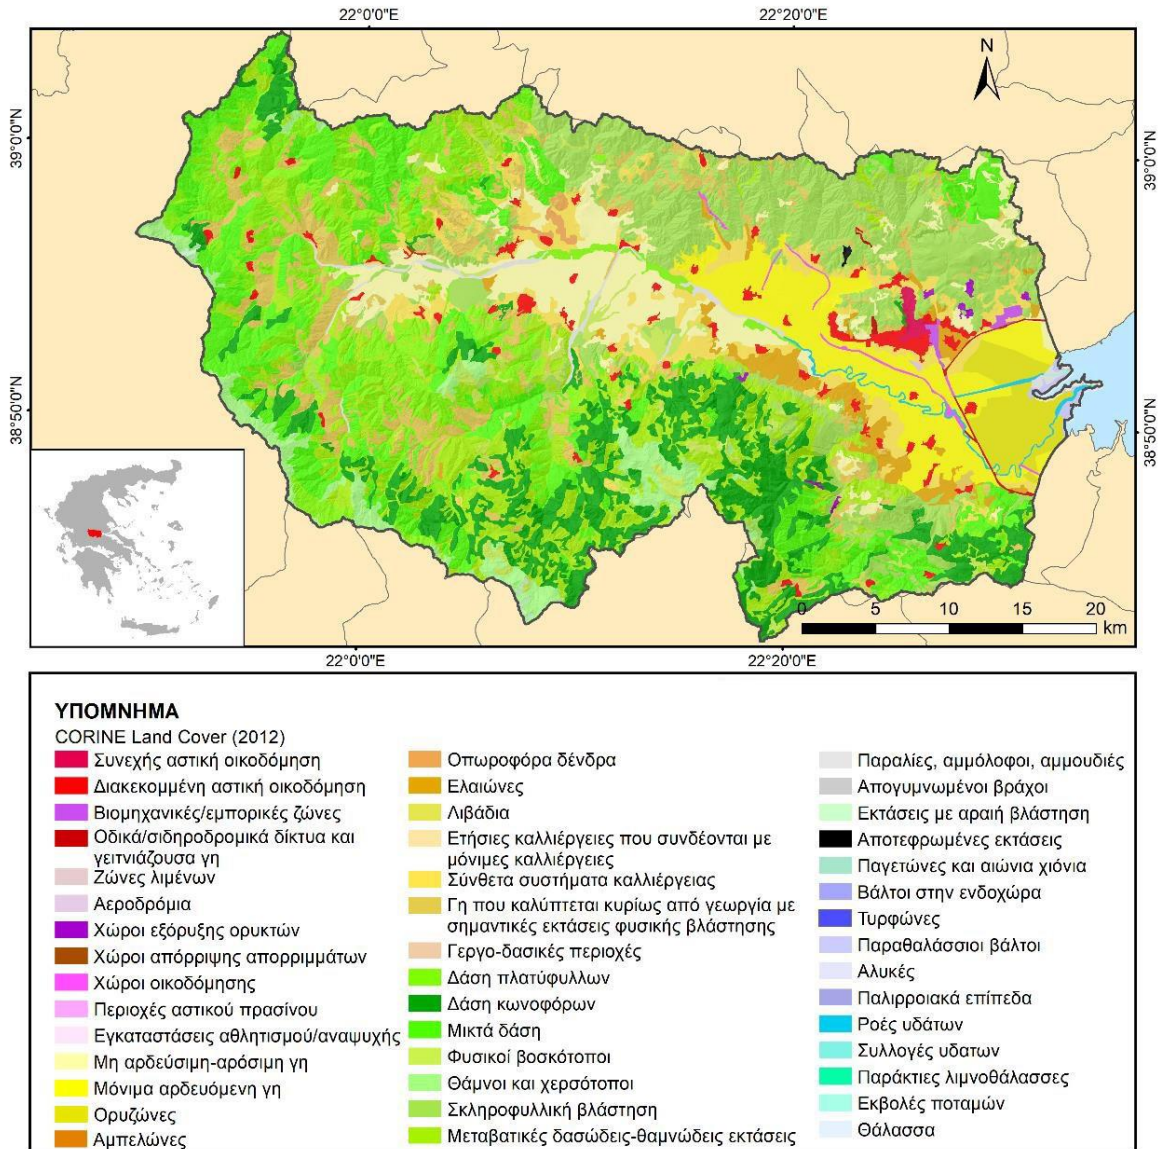 22°0'0"E
22°20'0"E
N
39°0'0"N
39°0'0"N
38°50'0"N
38°50'0"N
0 5 10 15 20
km
22°0'0"E
22°20'0"E
ΥΠΟΜΝΗΜΑ
CORINE Land Cover (2012)
Συνεχής αστική οικοδόμηση
Διακεκομμένη αστική οικοδόμηση
Βιομηχανικές/εμπορικές ζώνες
Οδικά/σιδηροδρομικά δίκτυα και
γειτνιάζουσα γη
Ζώνες λιμένων
Αεροδρόμια
Χώροι εξόρυξης ορυκτών
Χώροι απόρριψης απορριμμάτων
Χώροι οικοδόμησης
Περιοχές αστικού πρασίνου
Εγκαταστάσεις αθλητισμού/αναψυχής
Μη αρδεύσιμη-αρόσιμη γη
Μόνιμα αρδευόμενη γη
Ορυζώνες
Αμπελώνες
Οπωροφόρα δένδρα
Ελαιώνες
Λιβάδια
Ετήσιες καλλιέργειες που συνδέονται με
μόνιμες καλλιέργειες
Σύνθετα συστήματα καλλιέργειας
Γη που καλύπτεται κυρίως από γεωργία με
σημαντικές εκτάσεις φυσικής βλάστησης
Γεργο-δασικές περιοχές
Δάση πλατύφυλλων
Δάση κωνοφόρων
Μικτά δάση
Φυσικοί βοσκότοποι
Θάμνοι και χερσότοποι
Σκληροφυλλική βλάστηση
Μεταβατικές δασώδεις-θαμνώδεις εκτάσεις
Παραλίες, αμμόλοφοι, αμμουδιές
Απογυμνωμένοι βράχοι
Εκτάσεις με αραιή βλάστηση
Αποτεφρωμένες εκτάσεις
Παγετώνες και αιώνια χιόνια
Βάλτοι στην ενδοχώρα
Τυρφώνες
Παραθαλάσσιοι βάλτοι
Αλυκές
Παλιρροιακά επίπεδα
Ροές υδάτων
Συλλογές υδατων
Παράκτιες λιμνοθάλασσες
Εκβολές ποταμών
Θάλασσα